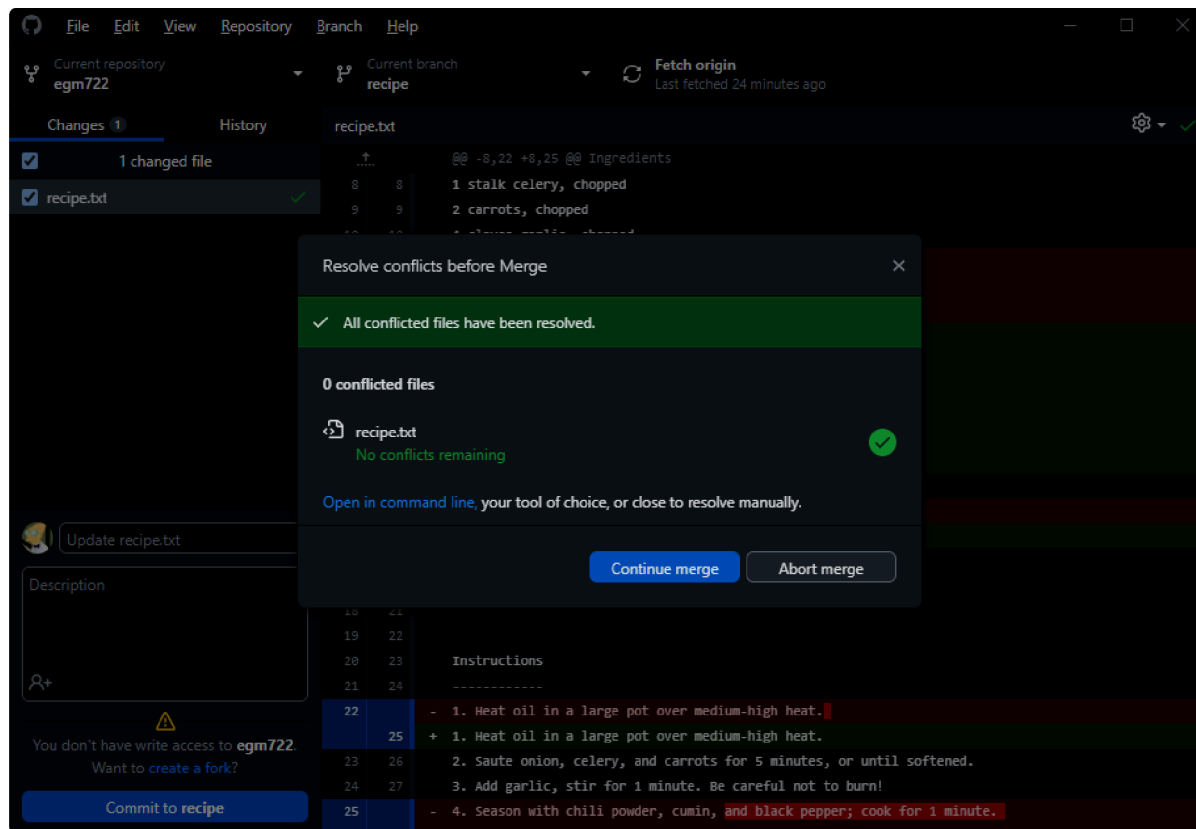 File Edit View Repository Branch Help
Current repository
egm722
Current branch
recipe
Fetch origin
Last fetched 24 minutes ago
Changes 1
History
recipe.txt
1 changed file
recipe.txt
@@ -8,22 +8,25 @@ Ingredients
8 8 1 stalk celery, chopped
9 9 2 carrots, chopped
10 10 4 cloves garlic, chopped
Resolve conflicts before Merge
All conflicted files have been resolved.
0 conflicted files
recipe.txt
No conflicts remaining
Open in command line, your tool of choice, or close to resolve manually.
Continue merge
Abort merge
Update recipe.txt
Description
You don't have write access to egm722.
Want to create a fork?
Commit to recipe
18 21
19 22
20 23 Instructions
21 24 ------------
22 - 1. Heat oil in a large pot over medium-high heat.
25 + 1. Heat oil in a large pot over medium-high heat.
23 26 2. Saute onion, celery, and carrots for 5 minutes, or until softened.
24 27 3. Add garlic, stir for 1 minute. Be careful not to burn!
25 - 4. Season with chili powder, cumin, and black pepper; cook for 1 minute.